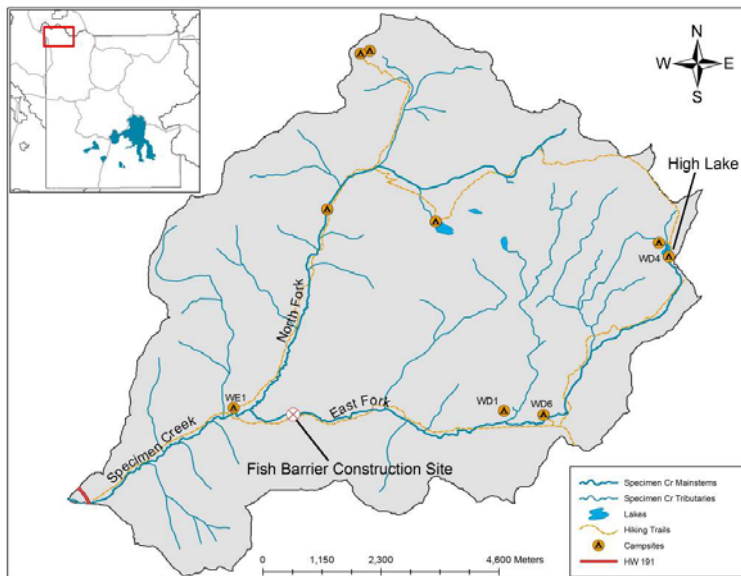 N
W E
S
High Lake
WD4
North Fork
WE1
East Fork
WD1
WD6
Specimen Creek
Fish Barrier Construction Site
0 1,150 2,300 4,600 Meters
Specimen Cr Mainstems
Specimen Cr Tributaries
Lakes
Hiking Trails
Campsites
HW 191